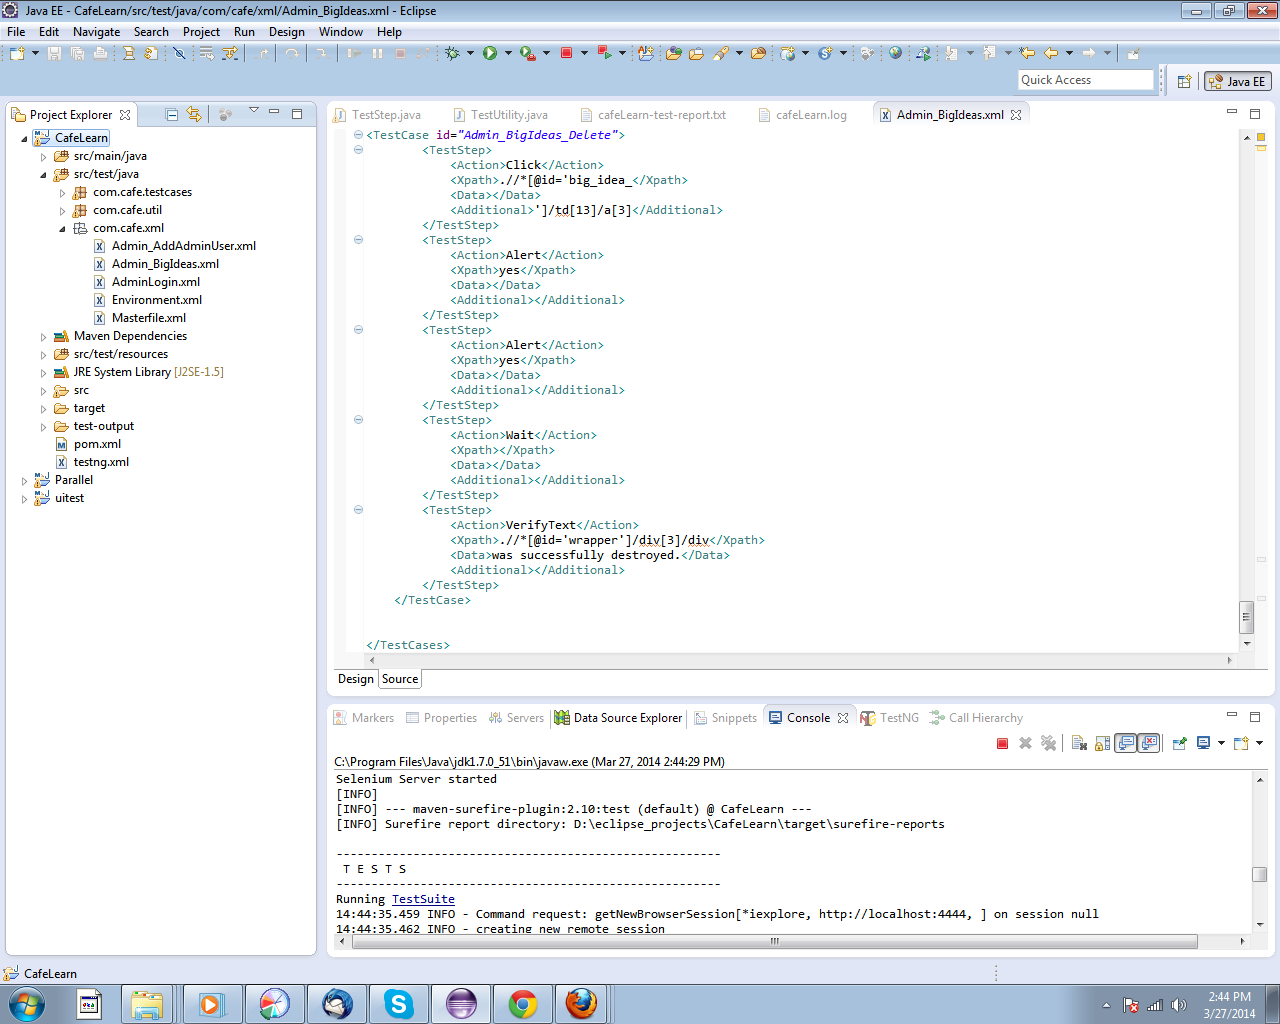 Java EE - CafeLearn/src/test/java/com/cafe/xml/Admin_BigIdeas.xml - Eclipse
File Edit Navigate Search Project Run Design Window Help
Quick Access
Java EE
Project Explorer
CafeLearn
src/main/java
src/test/java
com.cafe.testcases
com.cafe.util
com.cafe.xml
Admin_AddAdminUser.xml
Admin_BigIdeas.xml
AdminLogin.xml
Environment.xml
Masterfile.xml
Maven Dependencies
src/test/resources
JRE System Library [J2SE-1.5]
src
target
test-output
pom.xml
testng.xml
Parallel
uitest
TestStep.java TestUtility.java cafeLearn-test-report.txt cafeLearn.log Admin_BigIdeas.xml
<TestCase id="Admin_BigIdeas_Delete">
<TestStep>
<Action>Click</Action>
<Xpath>.//*[@id='big_idea_</Xpath>
<Data></Data>
<Additional>']/td[13]/a[3]</Additional>
</TestStep>
<TestStep>
<Action>Alert</Action>
<Xpath>yes</Xpath>
<Data></Data>
<Additional></Additional>
</TestStep>
<TestStep>
<Action>Alert</Action>
<Xpath>yes</Xpath>
<Data></Data>
<Additional></Additional>
</TestStep>
<TestStep>
<Action>Wait</Action>
<Xpath></Xpath>
<Data></Data>
<Additional></Additional>
</TestStep>
<TestStep>
<Action>VerifyText</Action>
<Xpath>.//*[@id='wrapper']/div[3]/div</Xpath>
<Data>was successfully destroyed.</Data>
<Additional></Additional>
</TestStep>
</TestCase>
</TestCases>
Design Source
Markers Properties Servers Data Source Explorer Snippets Console TestNG Call Hierarchy
C:\Program Files\Java\jdk1.7.0_51\bin\javaw.exe (Mar 27, 2014 2:44:29 PM)
Selenium Server started
[INFO]
[INFO] --- maven-surefire-plugin:2.10:test (default) @ CafeLearn ---
[INFO] Surefire report directory: D:\eclipse_projects\CafeLearn\target\surefire-reports
-------------------------------------------------------
T E S T S
-------------------------------------------------------
Running TestSuite
14:44:35.459 INFO - Command request: getNewBrowserSession[*iexplore, http://localhost:4444, ] on session null
14:44:35.462 INFO - creating new remote session
CafeLearn
2:44 PM
3/27/2014